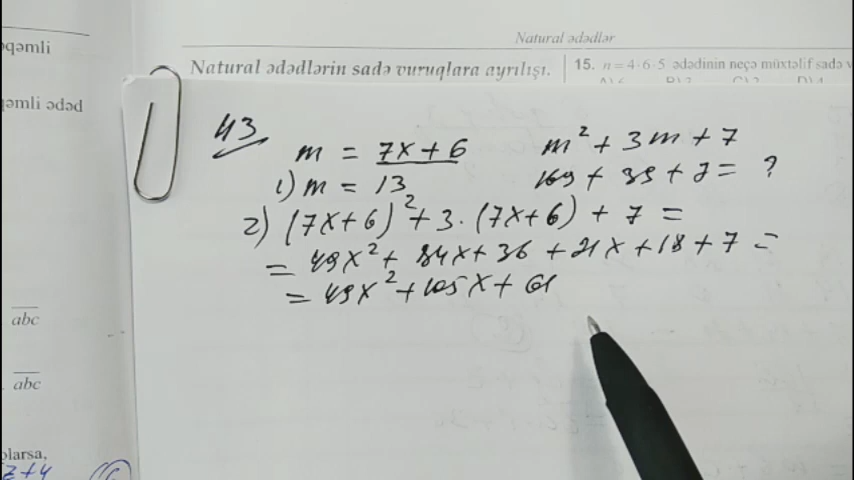 Natural ədədlər
qəmli
Natural ədədlərin sadə vuruqlara ayrılışı.
15. n=4·6·5 ədədinin neçə müxtəlif sadə v
əmli ədəd
43
m = 7x+6
m² + 3m + 7
1) m = 13
169 + 39 + 7 = ?
2) (7x+6)² + 3·(7x+6) + 7 =
= 49x² + 84x + 36 + 21x + 18 + 7 =
= 49x² + 105x + 61
abc
abc
olarsa,
z+4